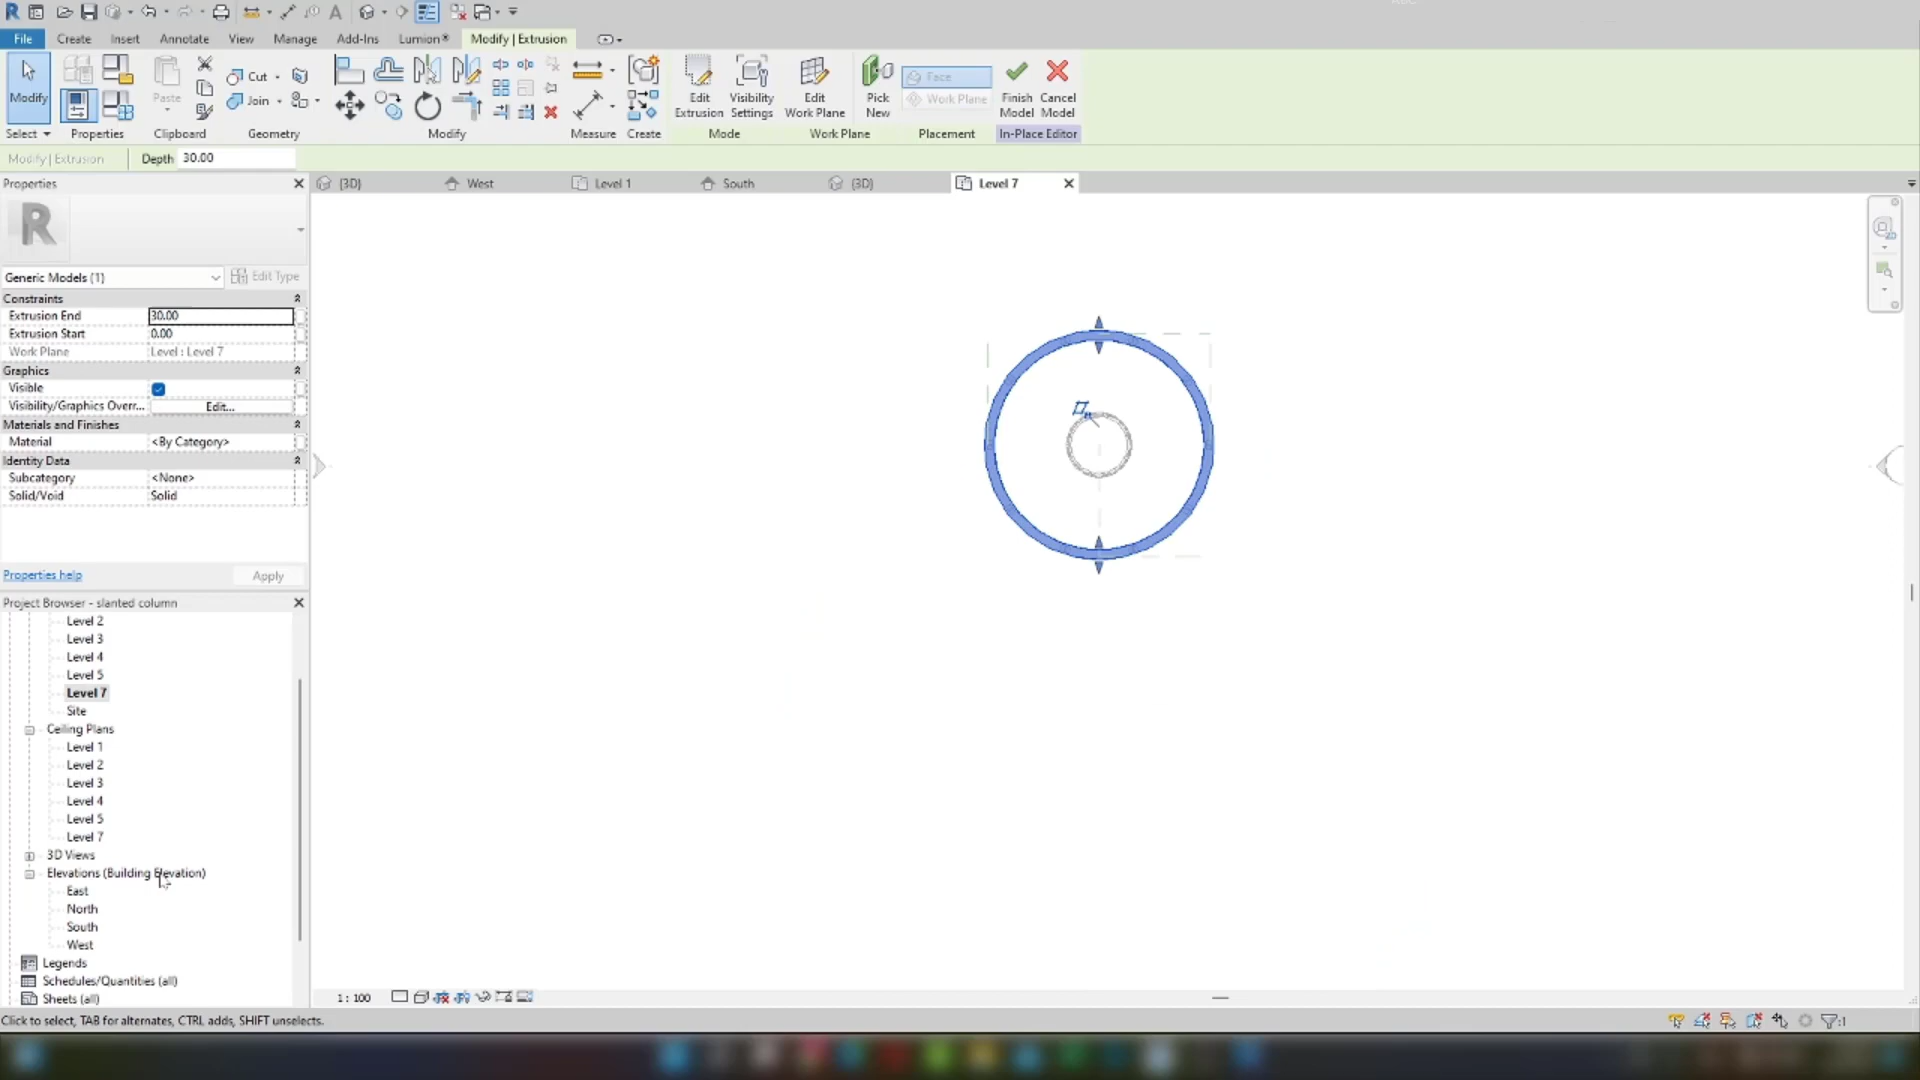 File Create Insert Annotate View Manage Add-Ins Lumion® Modify | Extrusion
Modify
Paste
Cut
Join
Edit Extrusion
Visibility Settings
Edit Work Plane
Pick New
Face
Work Plane
Finish Model
Cancel Model
Select Properties Clipboard Geometry Modify Measure Create Mode Work Plane Placement In-Place Editor
Modify | Extrusion Depth 30.00
Properties
{3D} West Level 1 South {3D} Level 7
R
Generic Models (1) Edit Type
Constraints
Extrusion End 30.00
Extrusion Start 0.00
Work Plane Level : Level 7
Graphics
Visible
Visibility/Graphics Overr... Edit...
Materials and Finishes
Material <By Category>
Identity Data
Subcategory <None>
Solid/Void Solid
Properties help Apply
Project Browser - slanted column
Level 2
Level 3
Level 4
Level 5
Level 7
Site
Ceiling Plans
Level 1
Level 2
Level 3
Level 4
Level 5
Level 7
3D Views
Elevations (Building Elevation)
East
North
South
West
Legends
Schedules/Quantities (all)
Sheets (all)
1 : 100
Click to select, TAB for alternates, CTRL adds, SHIFT unselects.
:1